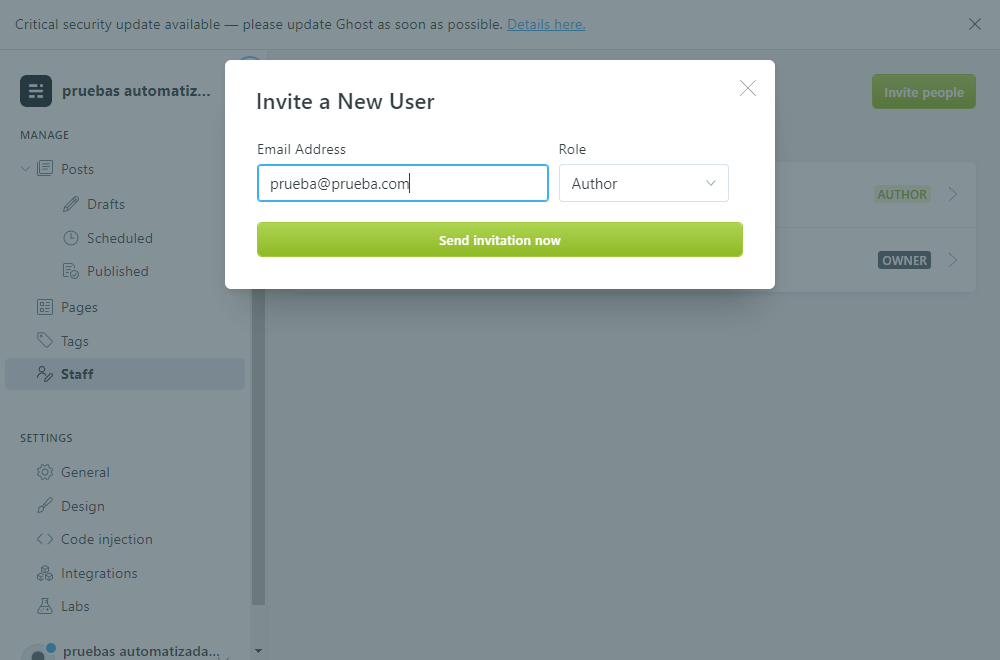 Critical security update available — please update Ghost as soon as possible. Details here.
pruebas automatiz...
Invite people
MANAGE
Posts
Drafts
Scheduled
Published
Pages
Tags
Staff
SETTINGS
General
Design
Code injection
Integrations
Labs
pruebas automatizada...
Invite a New User
Email Address
Role
prueba@prueba.com
Author
Send invitation now
AUTHOR
OWNER